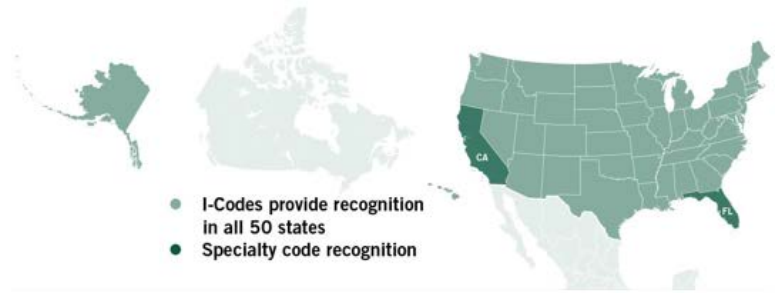 CA
FL
I-Codes provide recognition
in all 50 states
Specialty code recognition